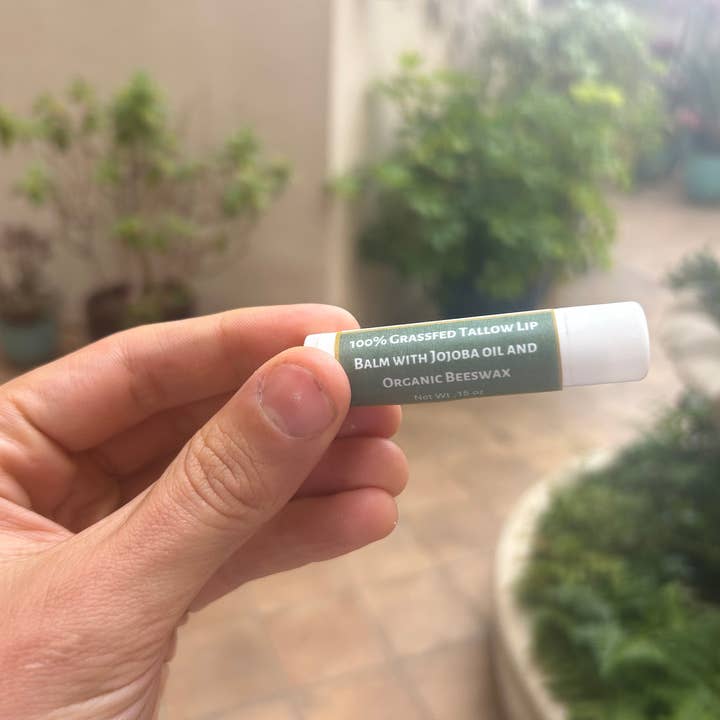 100% Grassfed Tallow Lip
Balm with Jojoba oil and
Organic Beeswax
Net Wt .15 oz